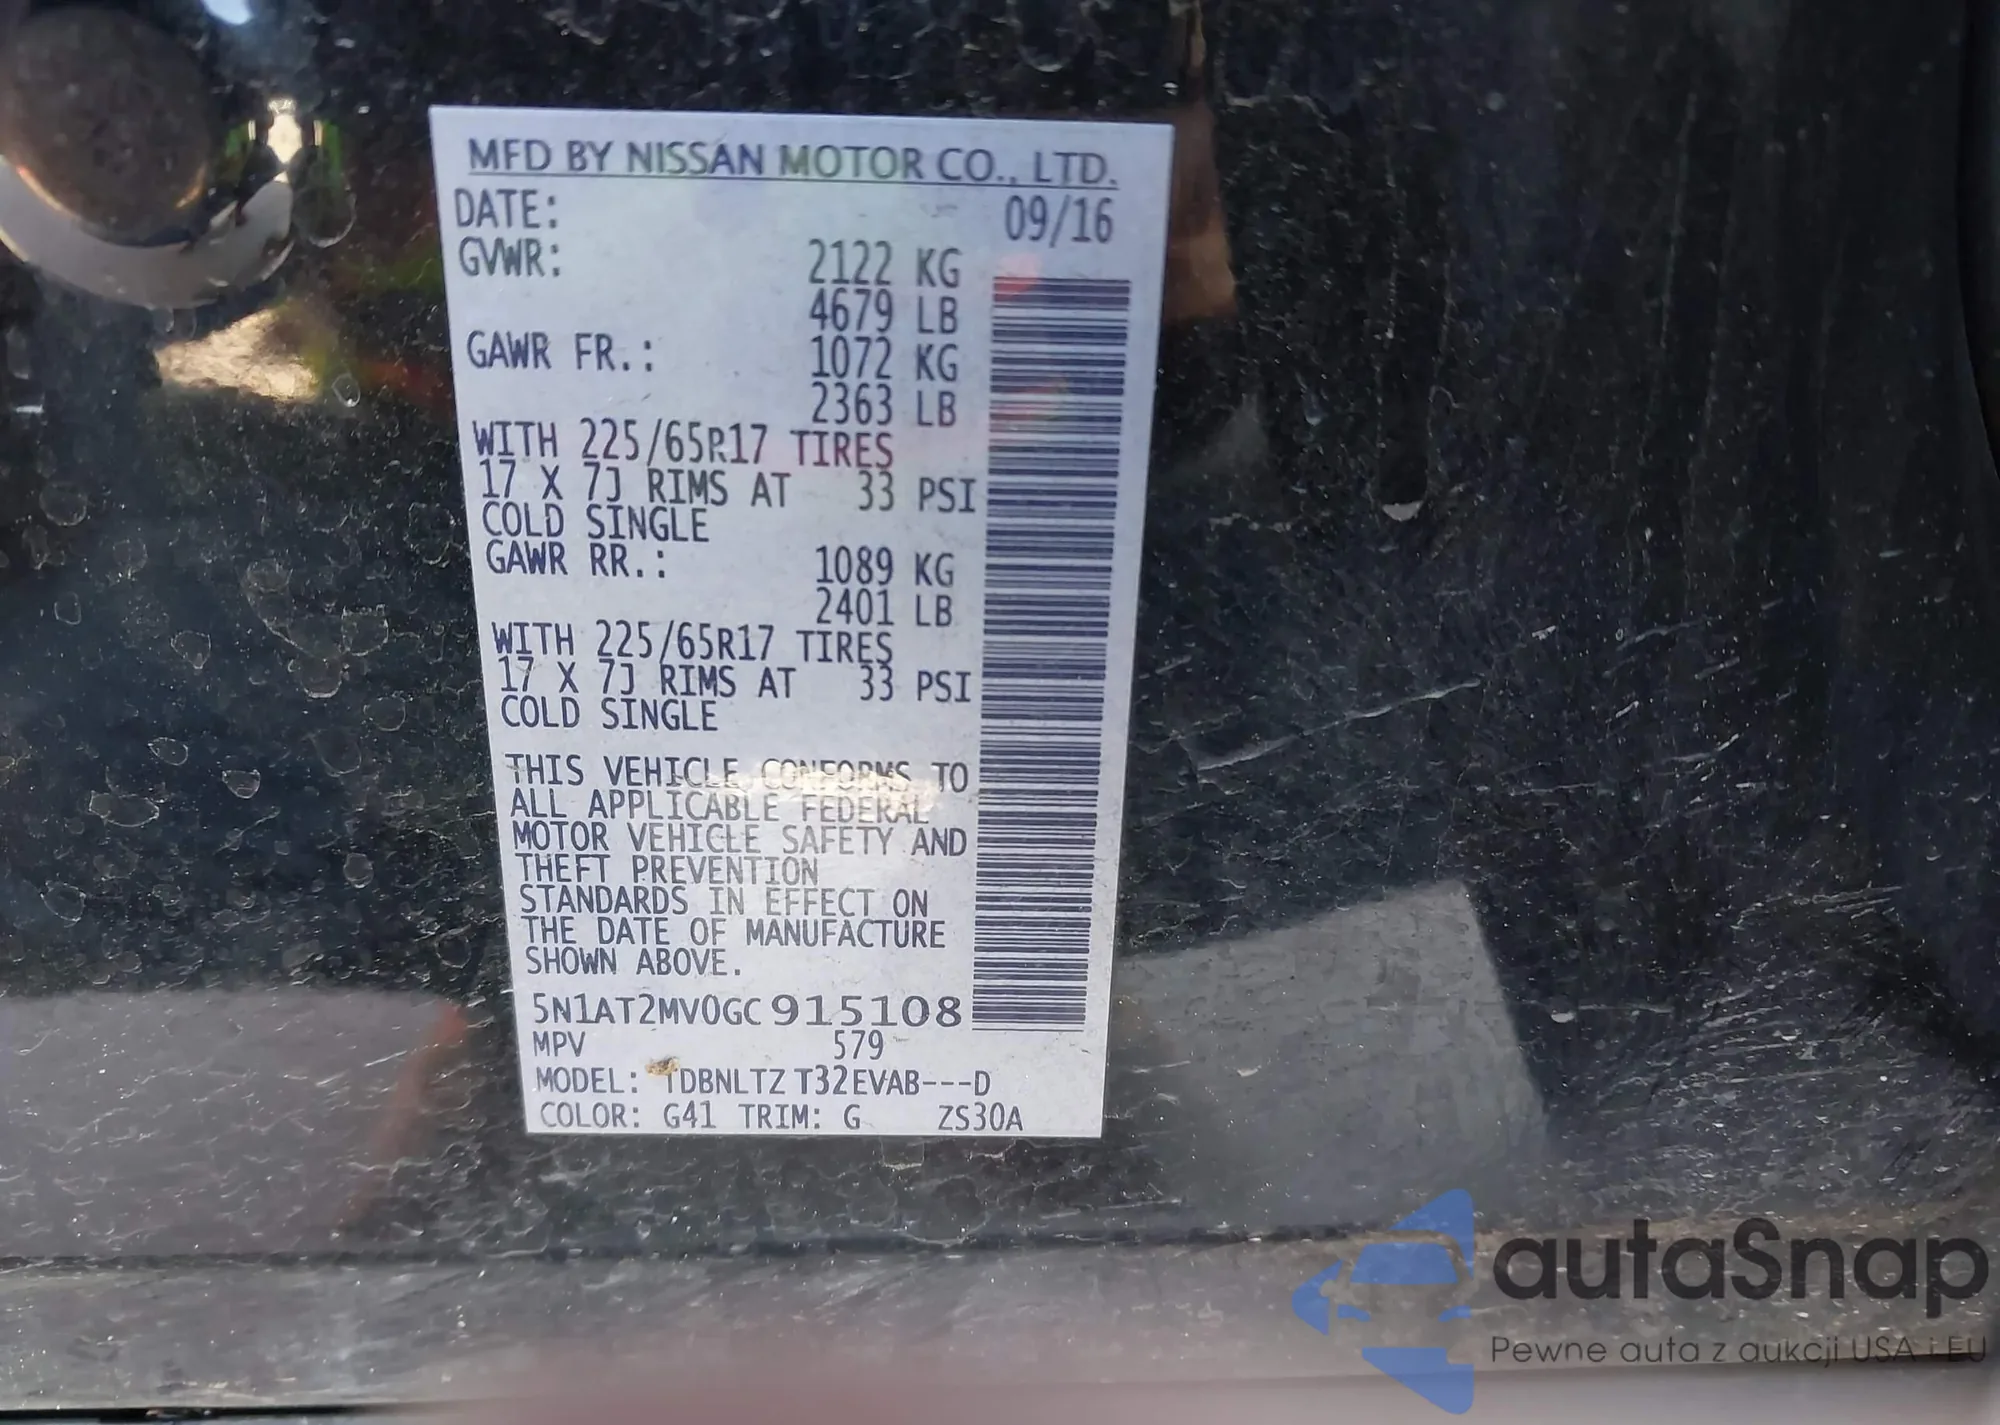 MFD BY NISSAN MOTOR CO., LTD.
DATE: 09/16
GVWR: 2122 KG
4679 LB
GAWR FR.: 1072 KG
2363 LB
WITH 225/65R17 TIRES
17 X 7J RIMS AT 33 PSI
COLD SINGLE
GAWR RR.: 1089 KG
2401 LB
WITH 225/65R17 TIRES
17 X 7J RIMS AT 33 PSI
COLD SINGLE
THIS VEHICLE CONFORMS TO
ALL APPLICABLE FEDERAL
MOTOR VEHICLE SAFETY AND
THEFT PREVENTION
STANDARDS IN EFFECT ON
THE DATE OF MANUFACTURE
SHOWN ABOVE.
5N1AT2MV0GC915108
MPV 579
MODEL: TDBNLTZ T32EVAB---D
COLOR: G41 TRIM: G ZS30A
autaSnap
Pewne auta z aukcji USA i EU